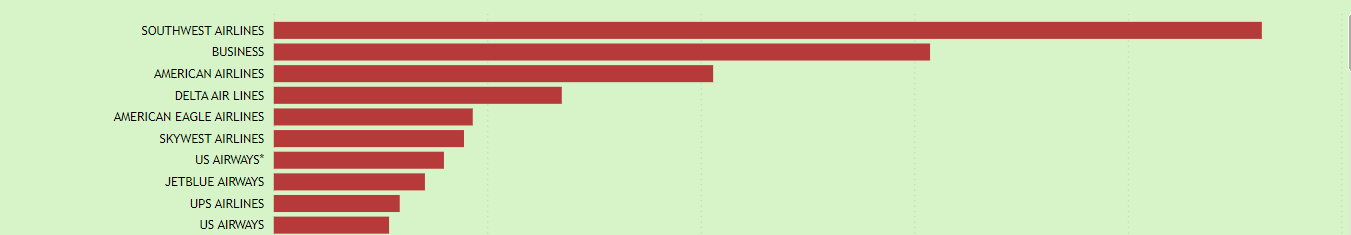 SOUTHWEST AIRLINES
BUSINESS
AMERICAN AIRLINES
DELTA AIR LINES
AMERICAN EAGLE AIRLINES
SKYWEST AIRLINES
US AIRWAYS*
JETBLUE AIRWAYS
UPS AIRLINES
US AIRWAYS